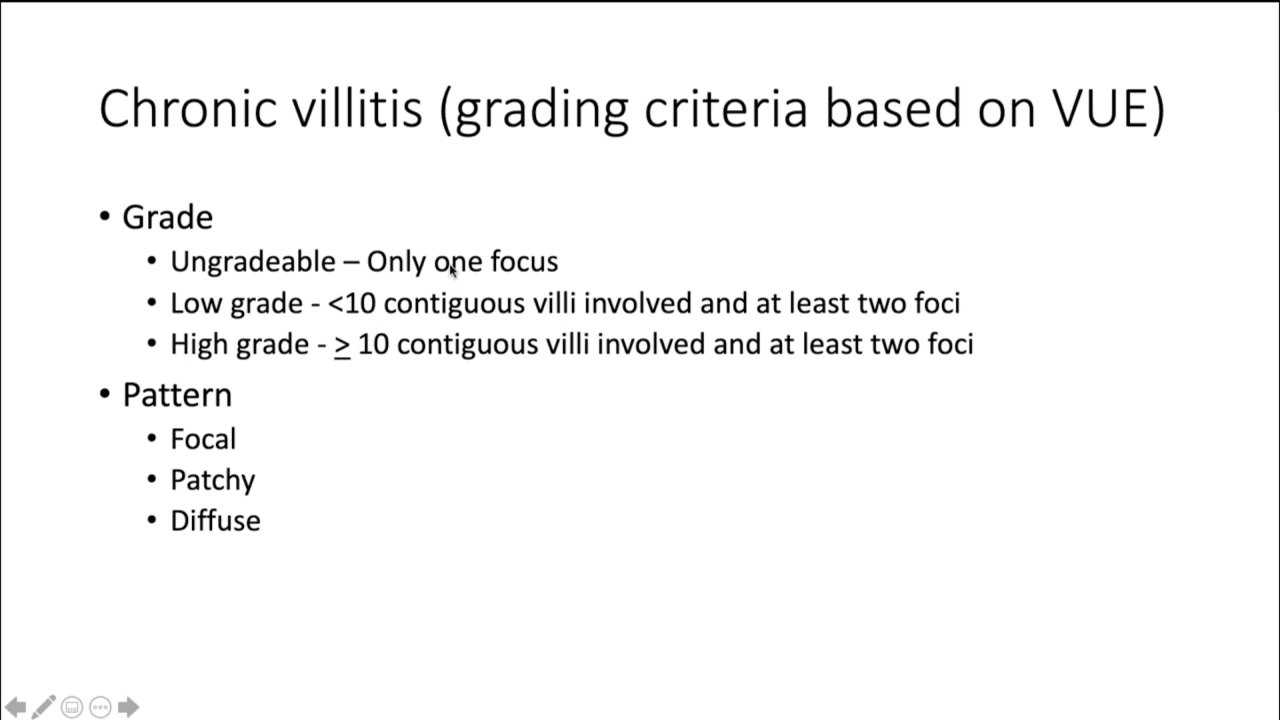 Chronic villitis (grading criteria based on VUE)
• Grade
• Ungradeable – Only one focus
• Low grade - <10 contiguous villi involved and at least two foci
• High grade - ≥ 10 contiguous villi involved and at least two foci
• Pattern
• Focal
• Patchy
• Diffuse